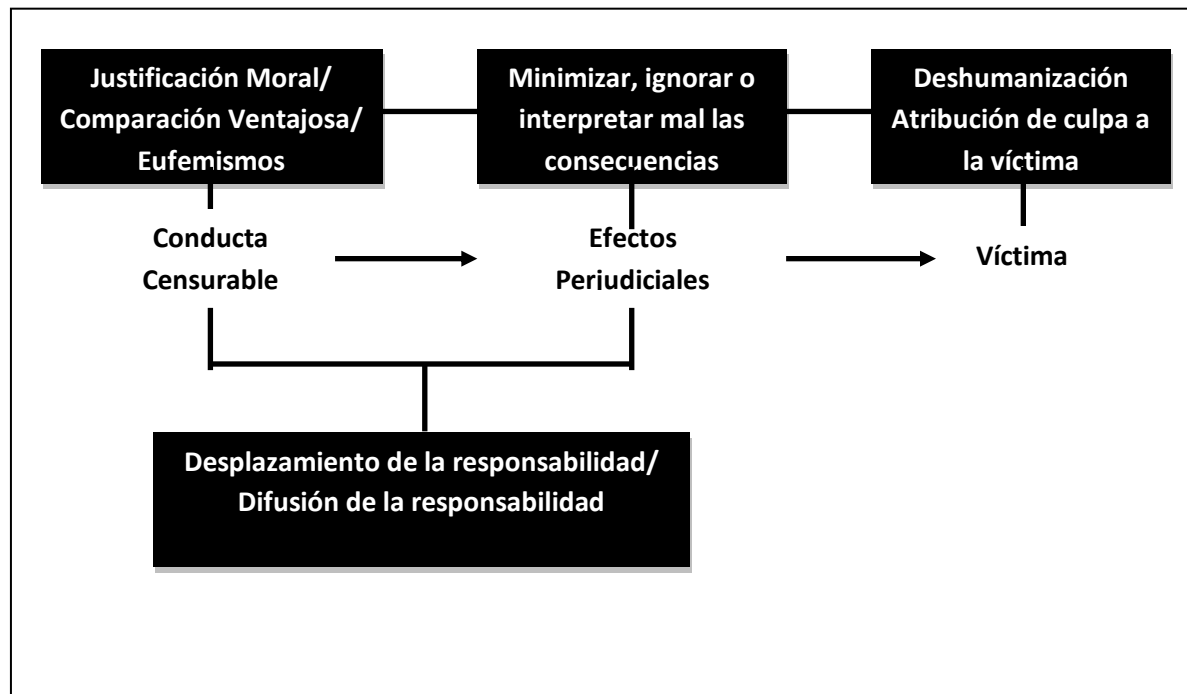 Justificación Moral/
Comparación Ventajosa/
Eufemismos
Minimizar, ignorar o
interpretar mal las
consecuencias
Deshumanización
Atribución de culpa a
la víctima
Conducta
Censurable
Efectos
Perjudiciales
Víctima
Desplazamiento de la responsabilidad/
Difusión de la responsabilidad